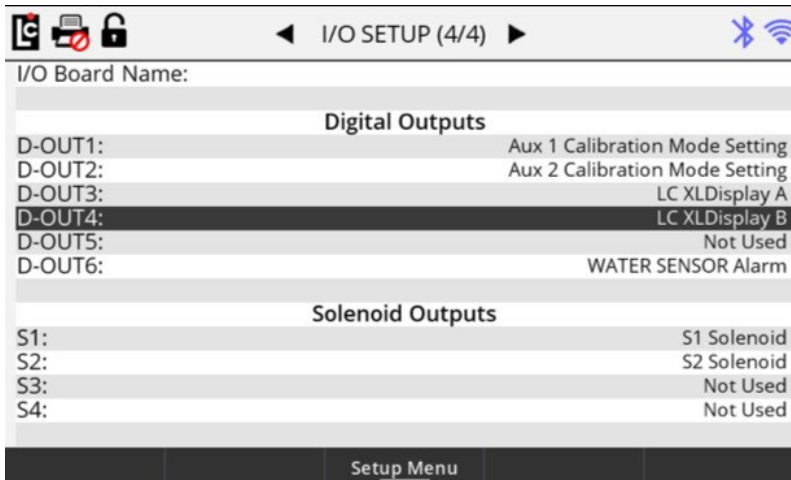 LC
I/O SETUP (4/4)
I/O Board Name:
Digital Outputs
D-OUT1: Aux 1 Calibration Mode Setting
D-OUT2: Aux 2 Calibration Mode Setting
D-OUT3: LC XLDisplay A
D-OUT4: LC XLDisplay B
D-OUT5: Not Used
D-OUT6: WATER SENSOR Alarm
Solenoid Outputs
S1: S1 Solenoid
S2: S2 Solenoid
S3: Not Used
S4: Not Used
Setup Menu